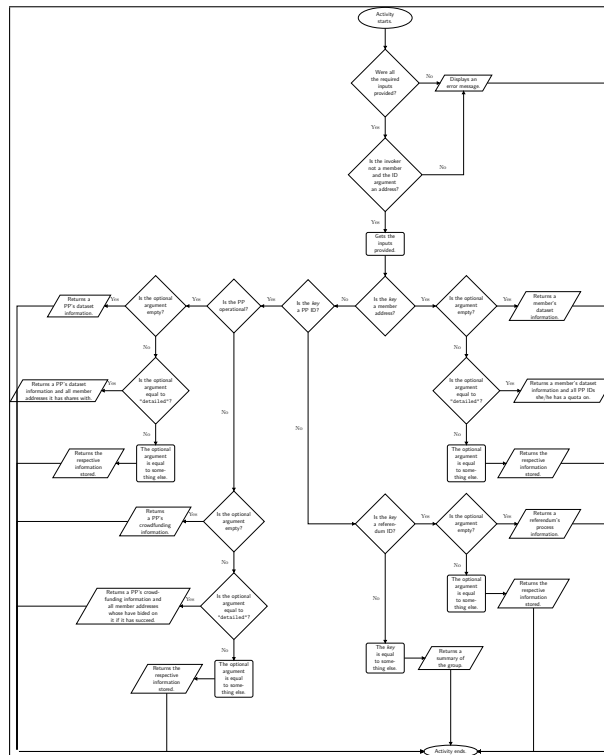 Activity
starts.
Were all
the required
inputs
provided?
No
Displays an
error message.
Yes
Is the invoker
not a member
and the ID
argument
an address?
No
Yes
Gets the
inputs
provided.
Returns a
PP's dataset
information.
Yes
Is the optional
argument
empty?
Yes
Is the PP
operational?
Yes
Is the key
a PP ID?
No
Is the key
a member
address?
Yes
Is the optional
argument
empty?
Yes
Returns a
member's
dataset
information.
No
No
Returns a PP's dataset
information and all member
addresses it has shares with.
Yes
Is the optional
argument
equal to
"detailed"?
No
Is the optional
argument
equal to
"detailed"?
Yes
Returns a member's dataset
information and all PP IDs
she/he has a quota on.
No
No
No
Returns the
respective
information
stored.
The optional
argument
is equal
to some-
thing else.
The optional
argument
is equal
to some-
thing else.
Returns the
respective
information
stored.
Returns
a PP's
crowdfunding
information.
Yes
Is the optional
argument
empty?
Is the key
a referen-
dum ID?
Yes
Is the optional
argument
empty?
Yes
Returns a
referendum's
process
information.
No
No
Returns a PP's crowd-
funding information and
all member addresses
whose have bided on
it if it has succeed.
Yes
Is the optional
argument
equal to
"detailed"?
No
The optional
argument
is equal
to some-
thing else.
Returns the
respective
information
stored.
No
Returns the
respective
information
stored.
The optional
argument
is equal
to some-
thing else.
The key
is equal
to some-
thing else.
Returns a
summary of
the group.
Activity ends.